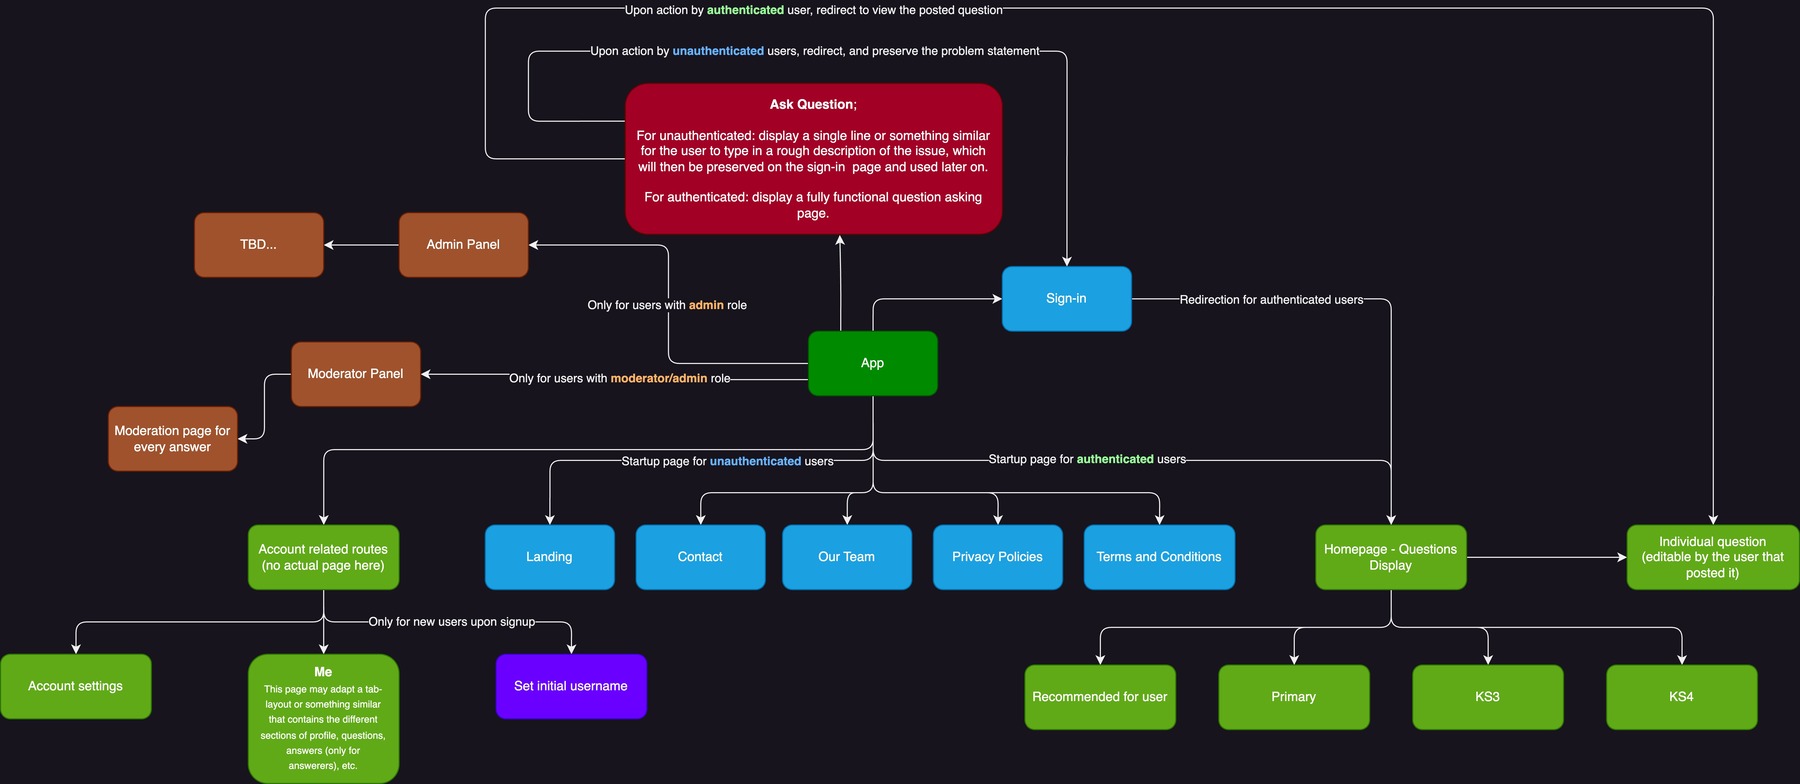 Upon action by authenticated user, redirect to view the posted question
Upon action by unauthenticated users, redirect, and preserve the problem statement
Ask Question;
For unauthenticated: display a single line or something similar
for the user to type in a rough description of the issue, which
will then be preserved on the sign-in page and used later on.
For authenticated: display a fully functional question asking
page.
TBD...
Admin Panel
Only for users with admin role
Sign-in
Redirection for authenticated users
App
Moderator Panel
Only for users with moderator/admin role
Moderation page for
every answer
Startup page for unauthenticated users
Startup page for authenticated users
Account related routes
(no actual page here)
Landing
Contact
Our Team
Privacy Policies
Terms and Conditions
Homepage - Questions
Display
Individual question
(editable by the user that
posted it)
Only for new users upon signup
Account settings
Me
This page may adapt a tab-
layout or something similar
that contains the different
sections of profile, questions,
answers (only for
answerers), etc.
Set initial username
Recommended for user
Primary
KS3
KS4